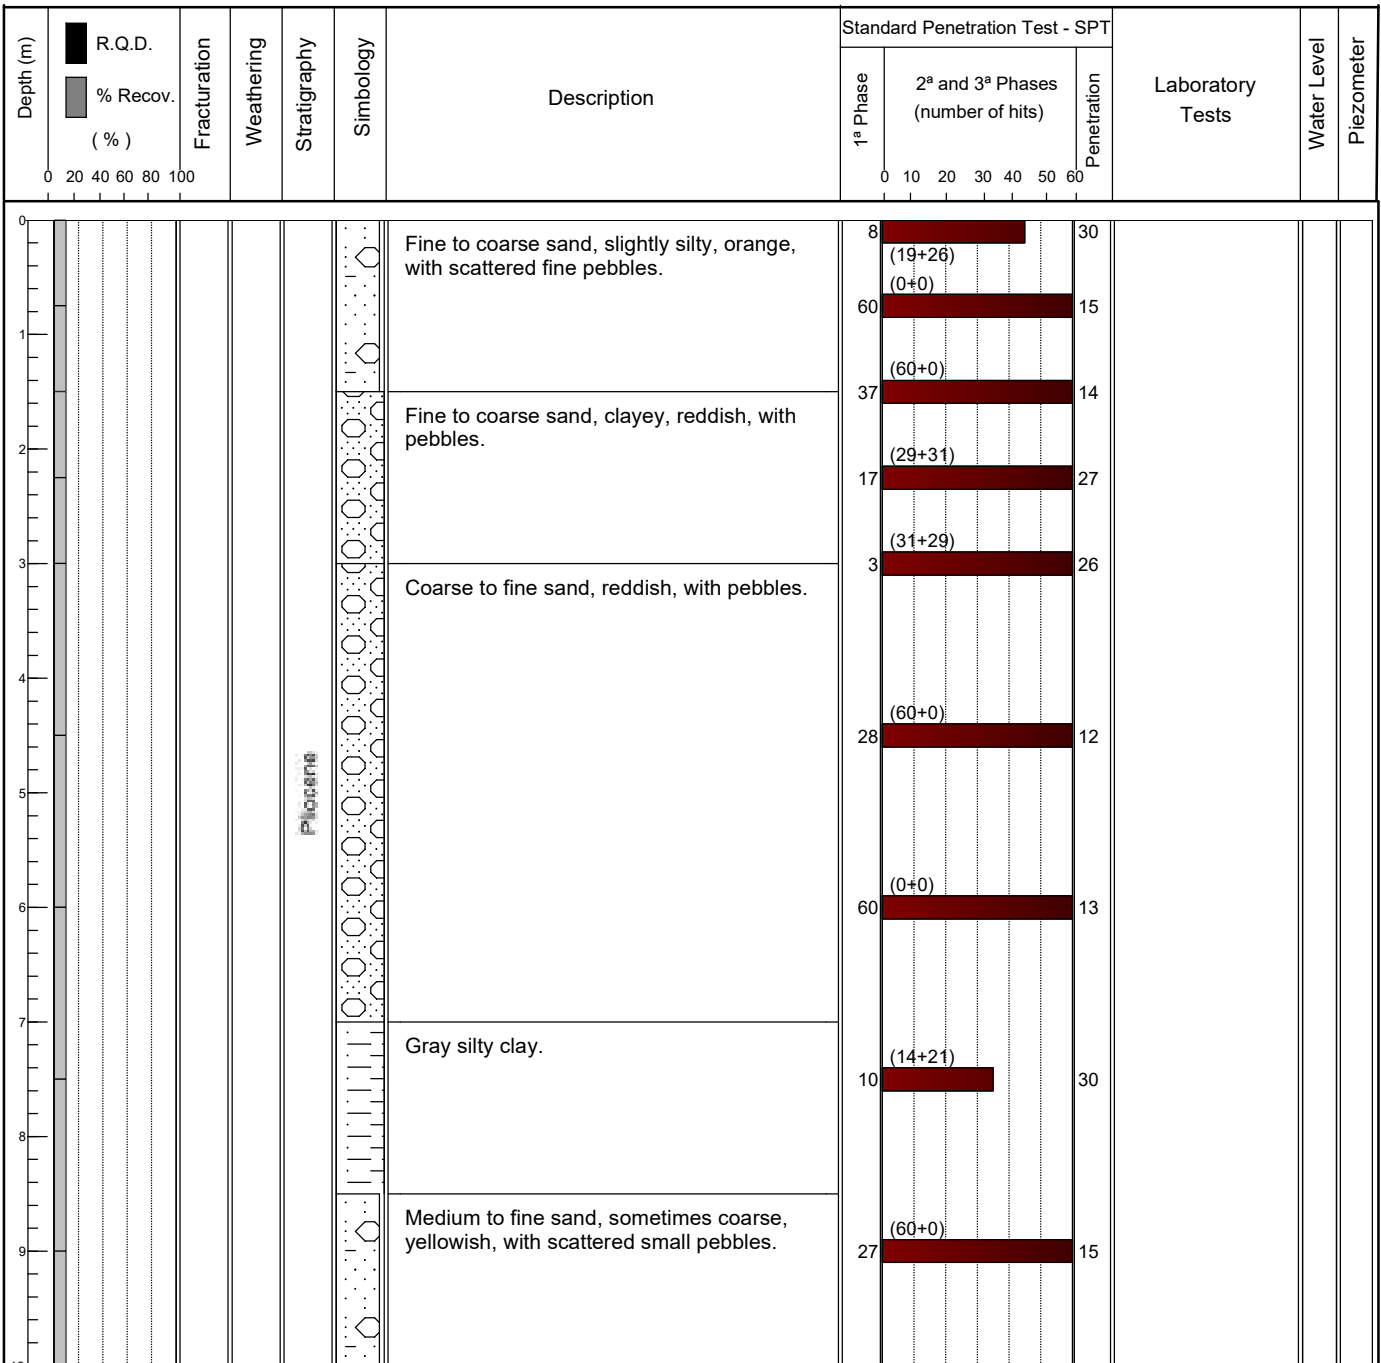 Depth (m)
R.Q.D.
% Recov.
( % )
0 20 40 60 80 100
Fracturation
Weathering
Stratigraphy
Simbology
Description
Standard Penetration Test - SPT
1ª Phase
2ª and 3ª Phases
(number of hits)
0 10 20 30 40 50 60
Penetration
Laboratory
Tests
Water Level
Piezometer
0
Fine to coarse sand, slightly silty, orange,
with scattered fine pebbles.
8
(19+26)
30
(0+0)
60
15
1
(60+0)
37
14
Fine to coarse sand, clayey, reddish, with
pebbles.
2
(29+31)
17
27
(31+29)
3
3
26
Coarse to fine sand, reddish, with pebbles.
4
(60+0)
28
12
Pliocene
5
(0+0)
6
60
13
7
Gray silty clay.
(14+21)
10
30
8
Medium to fine sand, sometimes coarse,
yellowish, with scattered small pebbles.
(60+0)
9
27
15